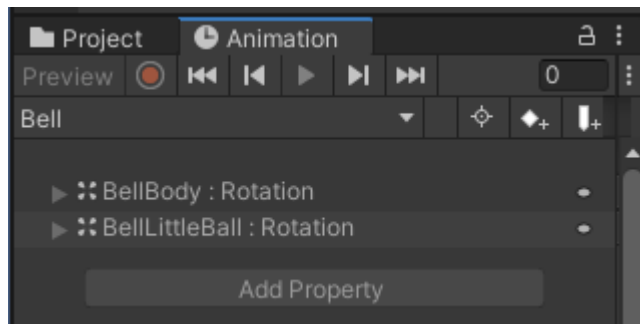 Project Animation
Preview 0
Bell
BellBody : Rotation
BellLittleBall : Rotation
Add Property